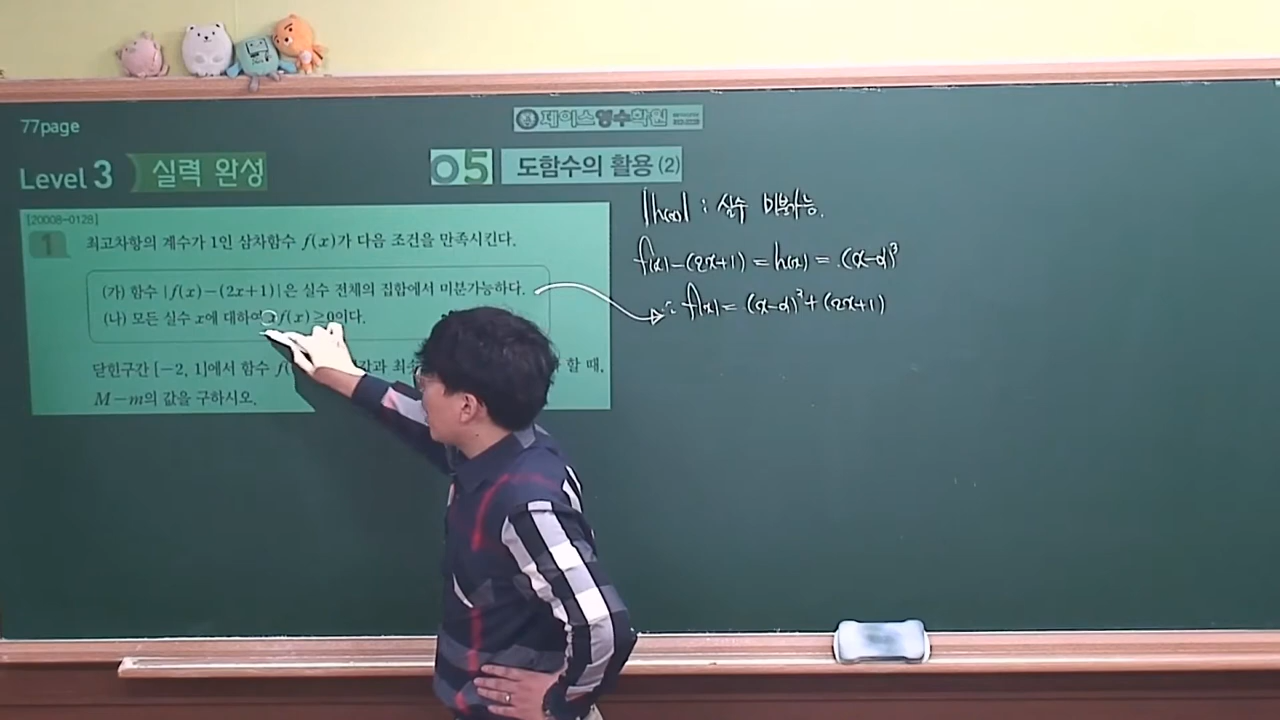 77page
제이스영수학원
Level 3 실력 완성
05 도함수의 활용 (2)
[20008-0129]
1
최고차항의 계수가 1인 삼차함수 f(x)가 다음 조건을 만족시킨다.
(가) 함수 |f(x)-(2x+1)|은 실수 전체의 집합에서 미분가능하다.
(나) 모든 실수 x에 대하여 xf(x)≥0이다.
닫힌구간 [-2, 1]에서 함수 할 때,
M-m의 값을 구하시오.
|h(x)| : 실수 미분가능.
f(x)-(2x+1) = h(x) = (x-α)³
∴ f(x) = (x-α)³+(2x+1)